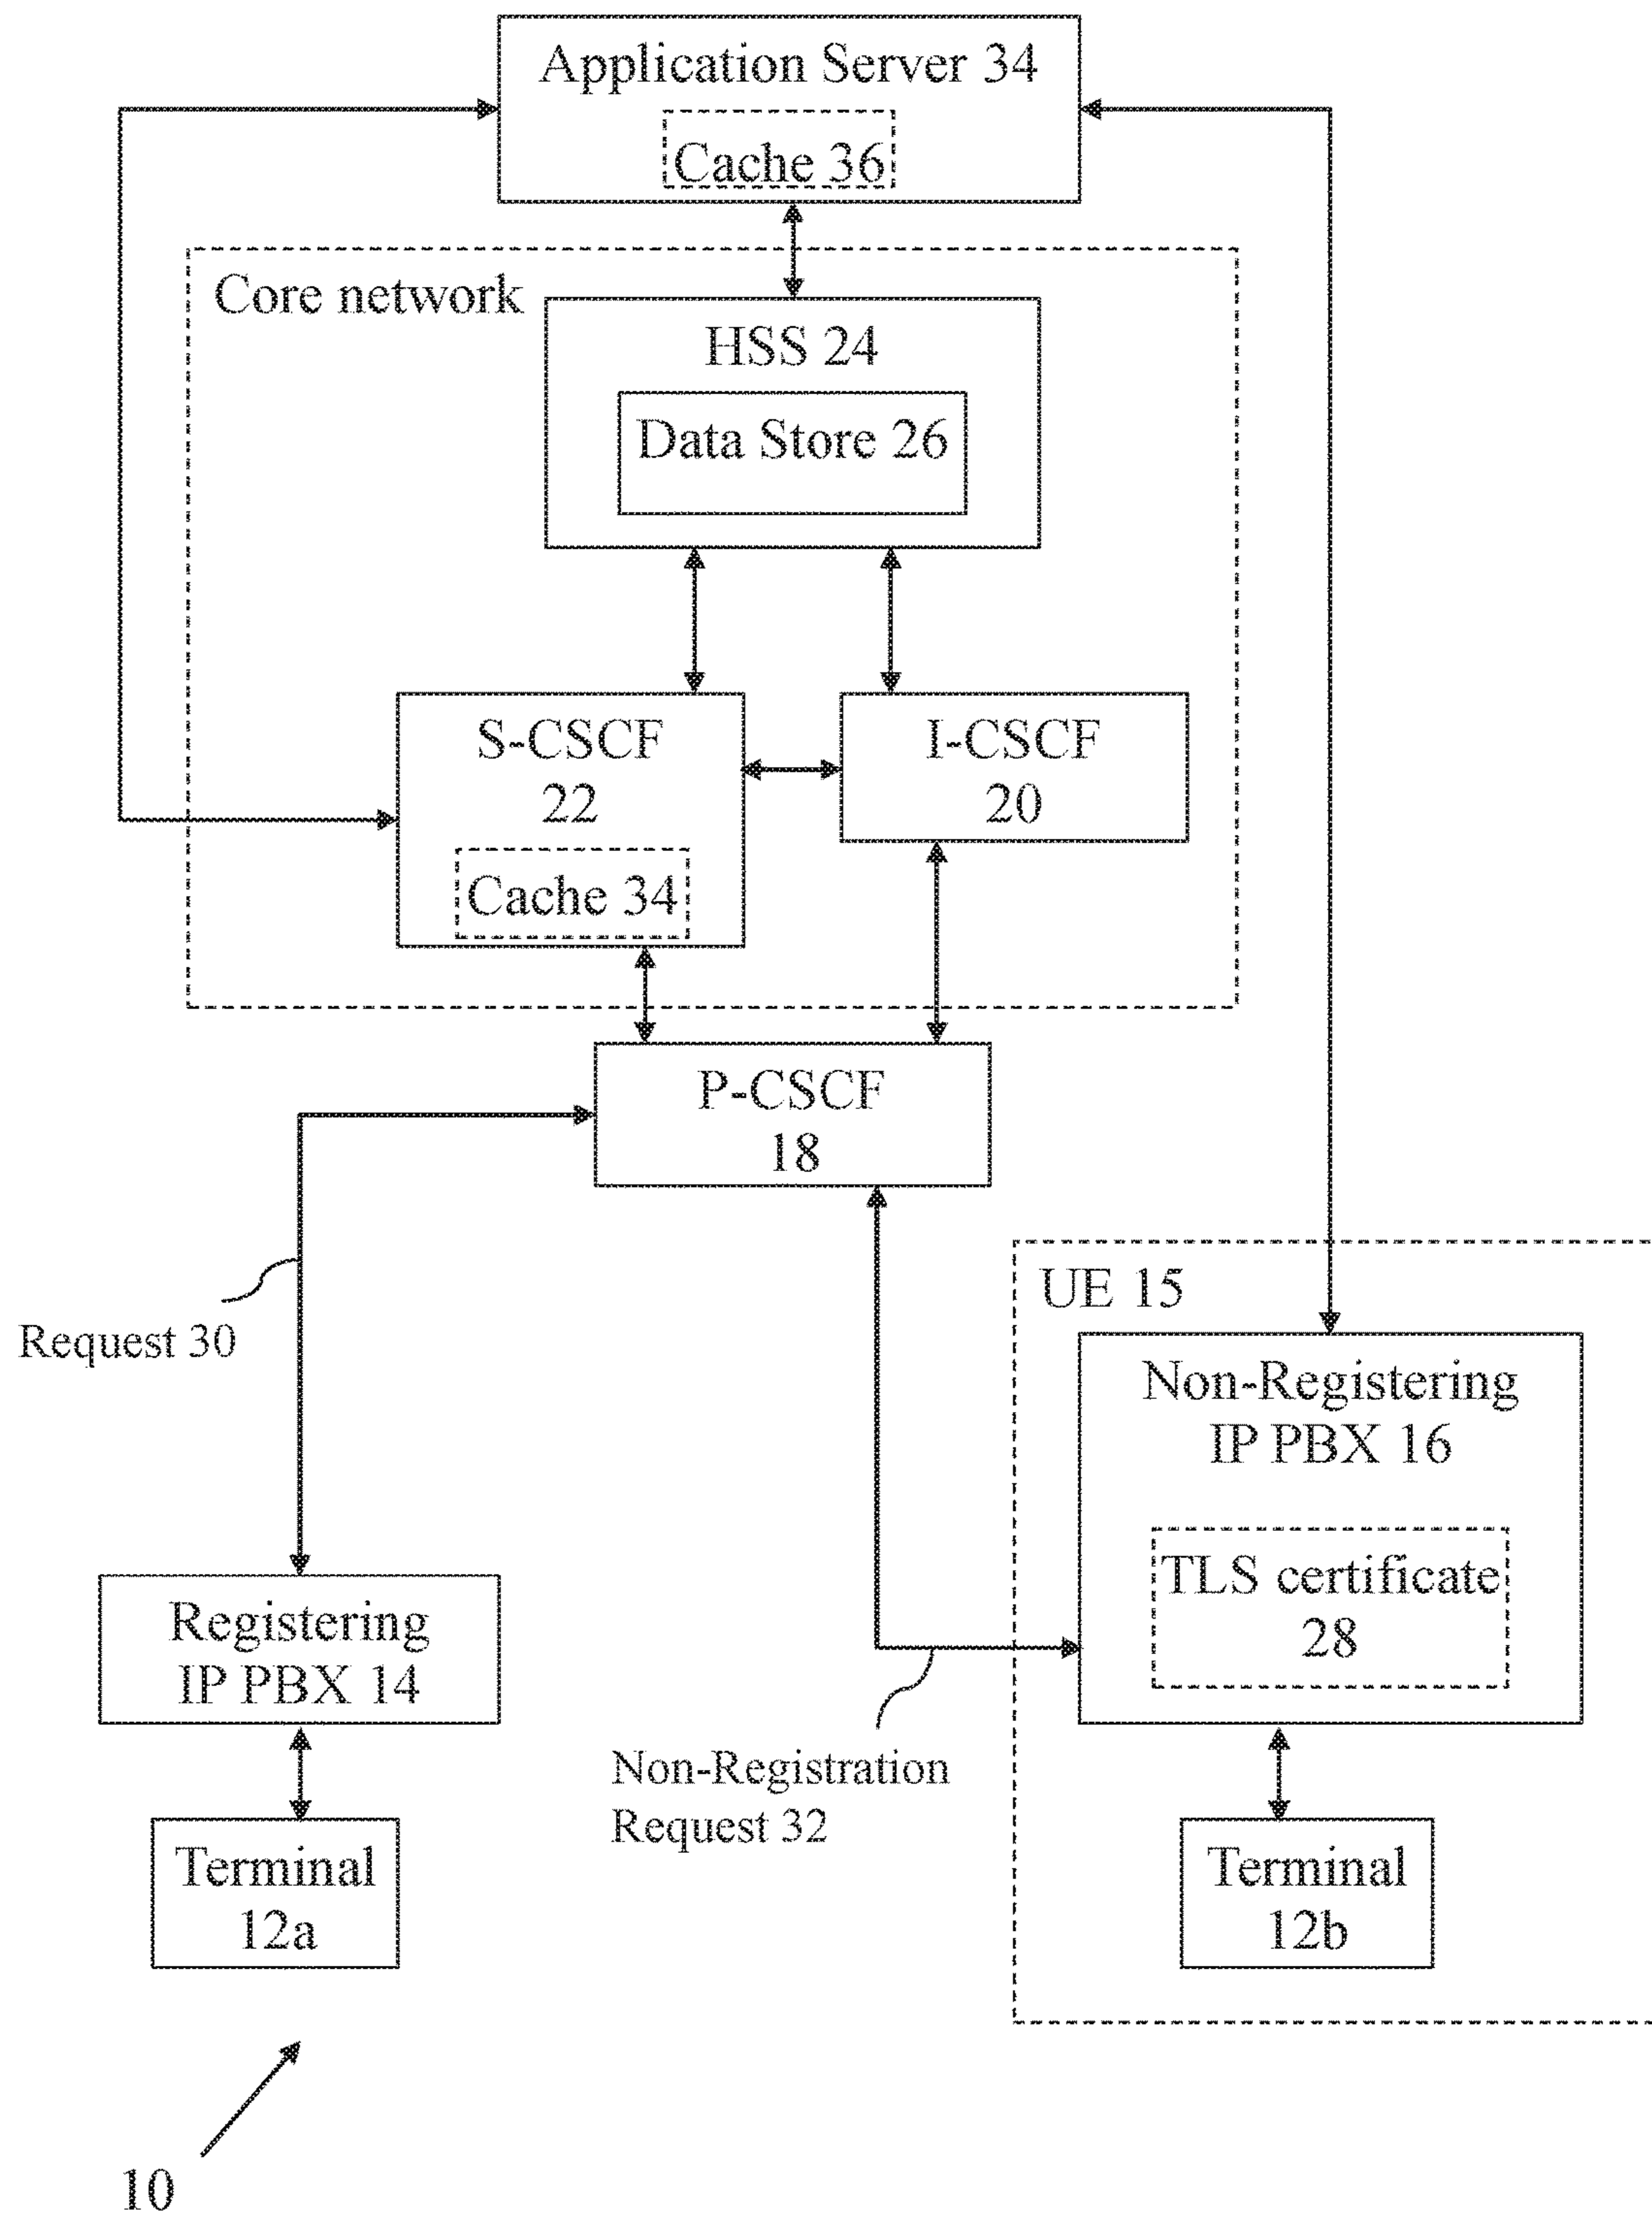 Application Server 34
Cache 36
Core network
HSS 24
Data Store 26
S-CSCF
22
Cache 34
I-CSCF
20
P-CSCF
18
Request 30
UE 15
Non-Registering
IP PBX 16
TLS certificate
28
Registering
IP PBX 14
Non-Registration
Request 32
Terminal
12a
Terminal
12b
10